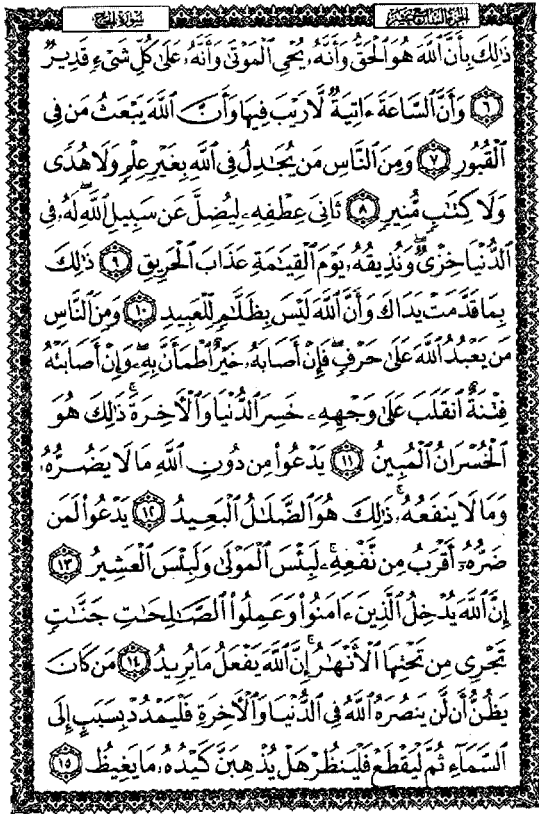 سورة الحج
الجزء السابع عشر
ذَٰلِكَ بِأَنَّ ٱللَّهَ هُوَ ٱلْحَقُّ وَأَنَّهُۥ يُحْىِ ٱلْمَوْتَىٰ وَأَنَّهُۥ عَلَىٰ كُلِّ شَىْءٍ قَدِيرٌ
٦ وَأَنَّ ٱلسَّاعَةَ ءَاتِيَةٌ لَّا رَيْبَ فِيهَا وَأَنَّ ٱللَّهَ يَبْعَثُ مَن فِى
ٱلْقُبُورِ ٧ وَمِنَ ٱلنَّاسِ مَن يُجَٰدِلُ فِى ٱللَّهِ بِغَيْرِ عِلْمٍ وَلَا هُدًى
وَلَا كِتَٰبٍ مُّنِيرٍ ٨ ثَانِىَ عِطْفِهِۦ لِيُضِلَّ عَن سَبِيلِ ٱللَّهِ ۖ لَهُۥ فِى
ٱلدُّنْيَا خِزْىٌ ۖ وَنُذِيقُهُۥ يَوْمَ ٱلْقِيَٰمَةِ عَذَابَ ٱلْحَرِيقِ ٩ ذَٰلِكَ
بِمَا قَدَّمَتْ يَدَاكَ وَأَنَّ ٱللَّهَ لَيْسَ بِظَلَّٰمٍ لِّلْعَبِيدِ ١٠ وَمِنَ ٱلنَّاسِ
مَن يَعْبُدُ ٱللَّهَ عَلَىٰ حَرْفٍ ۖ فَإِنْ أَصَابَهُۥ خَيْرٌ ٱطْمَأَنَّ بِهِۦ ۖ وَإِنْ أَصَابَتْهُ
فِتْنَةٌ ٱنقَلَبَ عَلَىٰ وَجْهِهِۦ خَسِرَ ٱلدُّنْيَا وَٱلْءَاخِرَةَ ۚ ذَٰلِكَ هُوَ
ٱلْخُسْرَانُ ٱلْمُبِينُ ١١ يَدْعُوا۟ مِن دُونِ ٱللَّهِ مَا لَا يَضُرُّهُۥ
وَمَا لَا يَنفَعُهُۥ ۚ ذَٰلِكَ هُوَ ٱلضَّلَٰلُ ٱلْبَعِيدُ ١٢ يَدْعُوا۟ لَمَن
ضَرُّهُۥٓ أَقْرَبُ مِن نَّفْعِهِۦ ۚ لَبِئْسَ ٱلْمَوْلَىٰ وَلَبِئْسَ ٱلْعَشِيرُ ١٣
إِنَّ ٱللَّهَ يُدْخِلُ ٱلَّذِينَ ءَامَنُوا۟ وَعَمِلُوا۟ ٱلصَّٰلِحَٰتِ جَنَّٰتٍ
تَجْرِى مِن تَحْتِهَا ٱلْأَنْهَٰرُ ۚ إِنَّ ٱللَّهَ يَفْعَلُ مَا يُرِيدُ ١٤ مَن كَانَ
يَظُنُّ أَن لَّن يَنصُرَهُ ٱللَّهُ فِى ٱلدُّنْيَا وَٱلْءَاخِرَةِ فَلْيَمْدُدْ بِسَبَبٍ إِلَى
ٱلسَّمَآءِ ثُمَّ لْيَقْطَعْ فَلْيَنظُرْ هَلْ يُذْهِبَنَّ كَيْدُهُۥ مَا يَغِيظُ ١٥